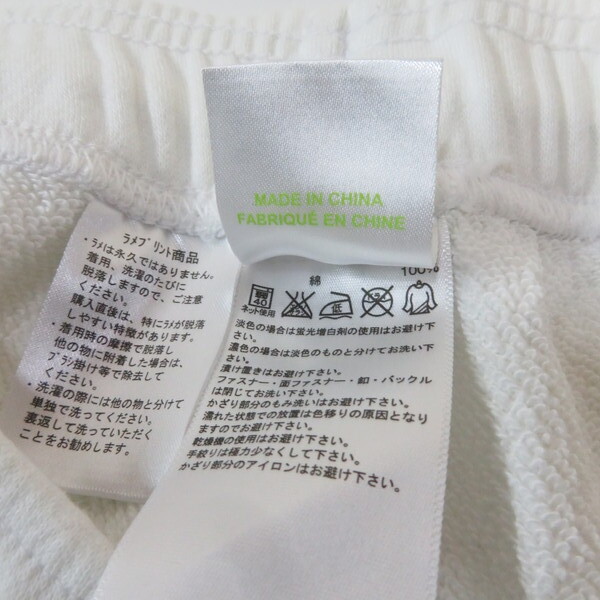 MADE IN CHINA
FABRIQUÉ EN CHINE
ラメプリント商品
・ラメは永久ではありません。
着用、洗濯のたびに
脱落しますので、ご注意
ください。
購入直後は、特にラメが脱落
しやすい特徴があります。
・着用時の摩擦で脱落し
他の物に付着した場合は、
ブラシ掛け等で除去して
ください。
・洗濯の際には他の物と分けて
単独で洗ってください。
裏返して洗っていただく
ことをお勧めします。
綿
100%
40
ネット使用
淡色の場合は蛍光増白剤の使用はお避け下
さい。
濃色の場合は淡色のものと分けてお洗い下
さい。
漬け置きはお避け下さい。
ファスナー・面ファスナー・釦・バックル
は閉じてお洗い下さい。
かざり部分のもみ洗いはお避け下さい。
濡れた状態での放置は色移りの原因となり
ますのでお避け下さい。
乾燥機の使用はお避け下さい。
手絞りは極力少なくして下さい。
かざり部分のアイロンはお避け下さい。